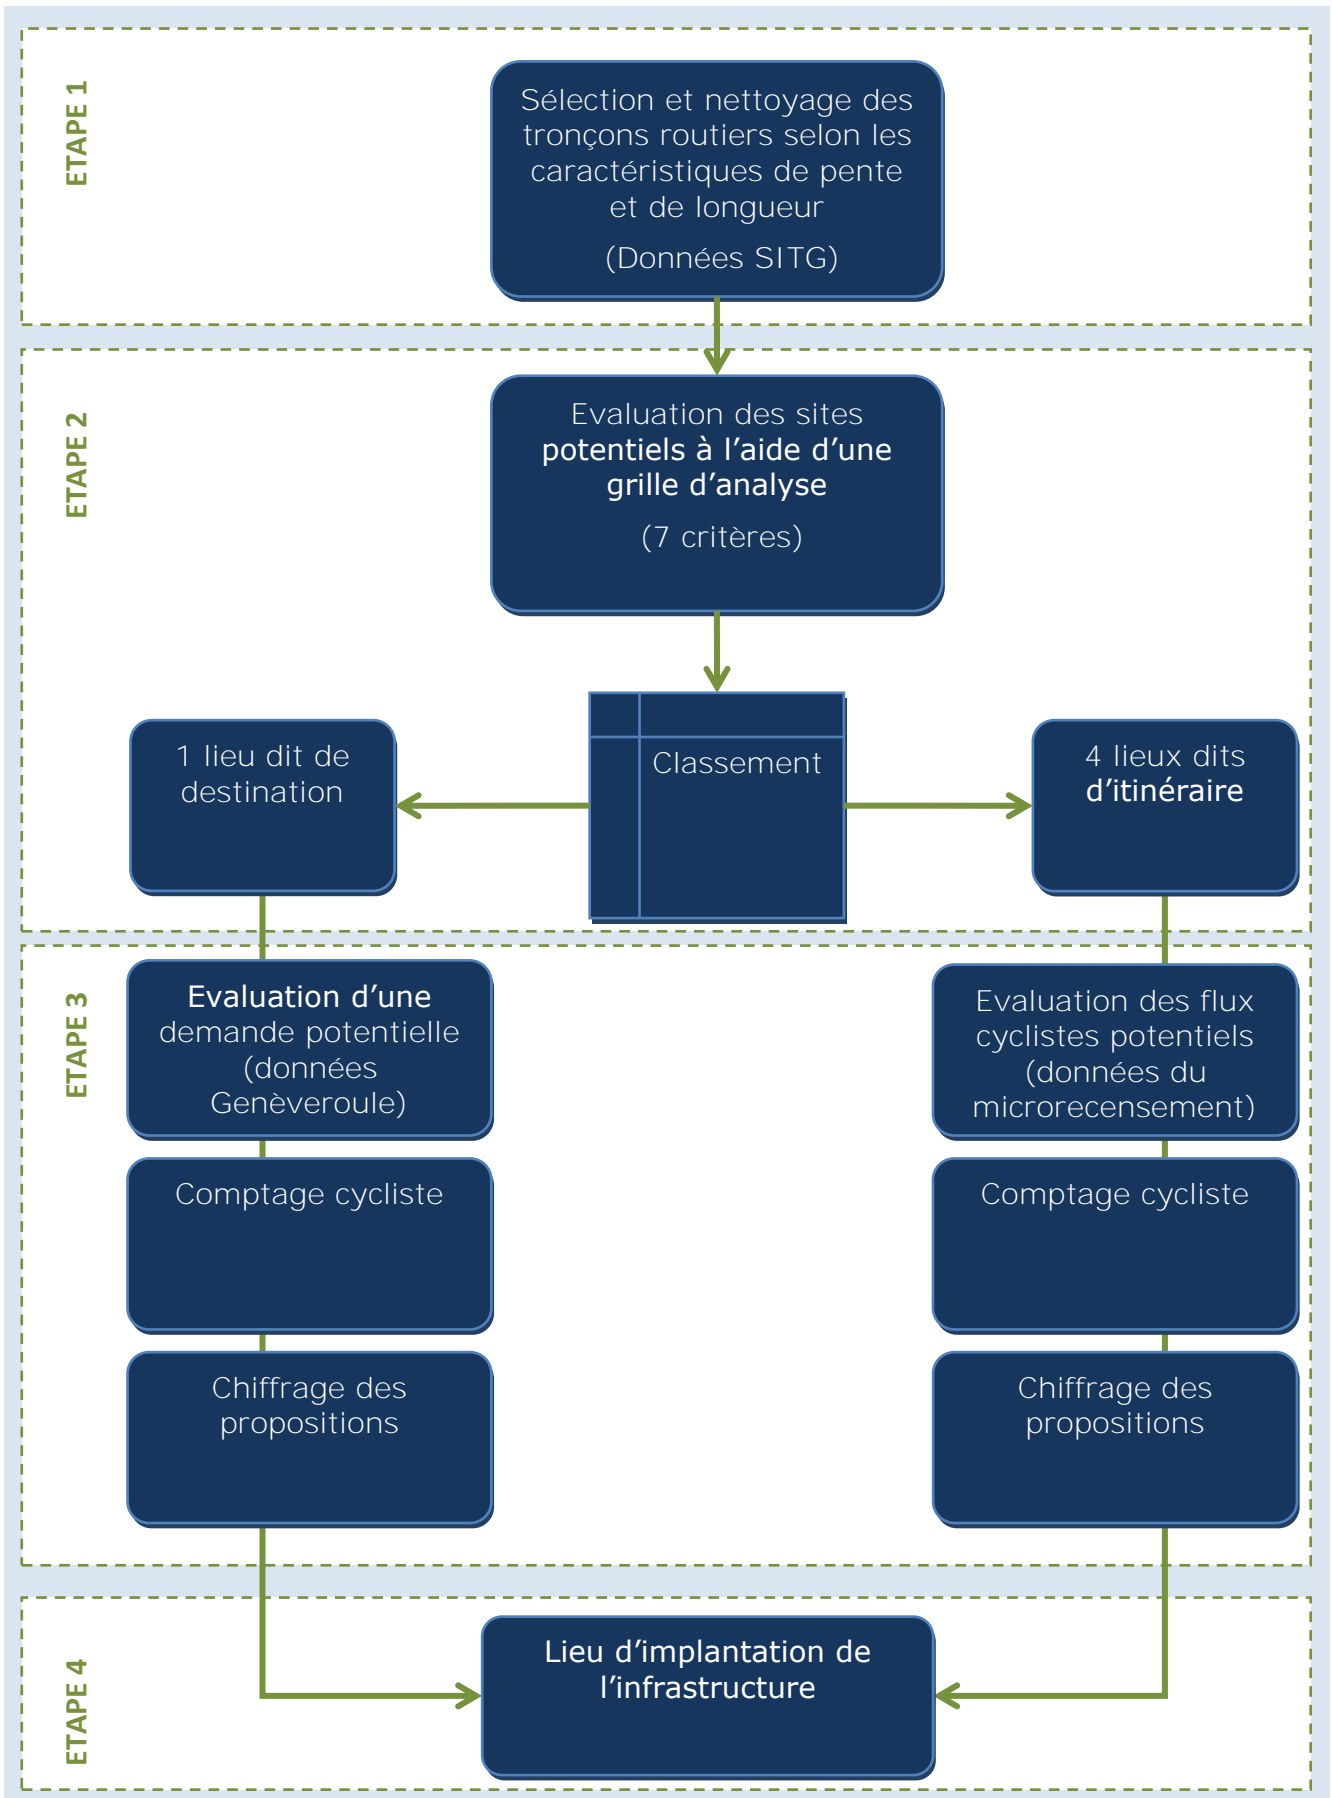 ETAPE 1
Sélection et nettoyage des
tronçons routiers selon les
caractéristiques de pente
et de longueur
(Données SITG)
ETAPE 2
Evaluation des sites
potentiels à l’aide d’une
grille d’analyse
(7 critères)
1 lieu dit de
destination
Classement
4 lieux dits
d’itinéraire
ETAPE 3
Evaluation d’une
demande potentielle
(données
Genèveroule)
Evaluation des flux
cyclistes potentiels
(données du
microrecensement)
Comptage cycliste
Comptage cycliste
Chiffrage des
propositions
Chiffrage des
propositions
ETAPE 4
Lieu d’implantation de
l’infrastructure